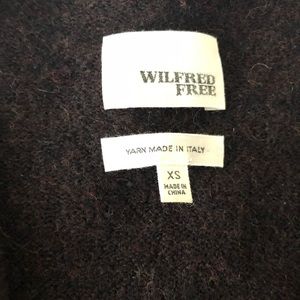 WILFRED
FREE
YARN MADE IN ITALY
XS
MADE IN
CHINA